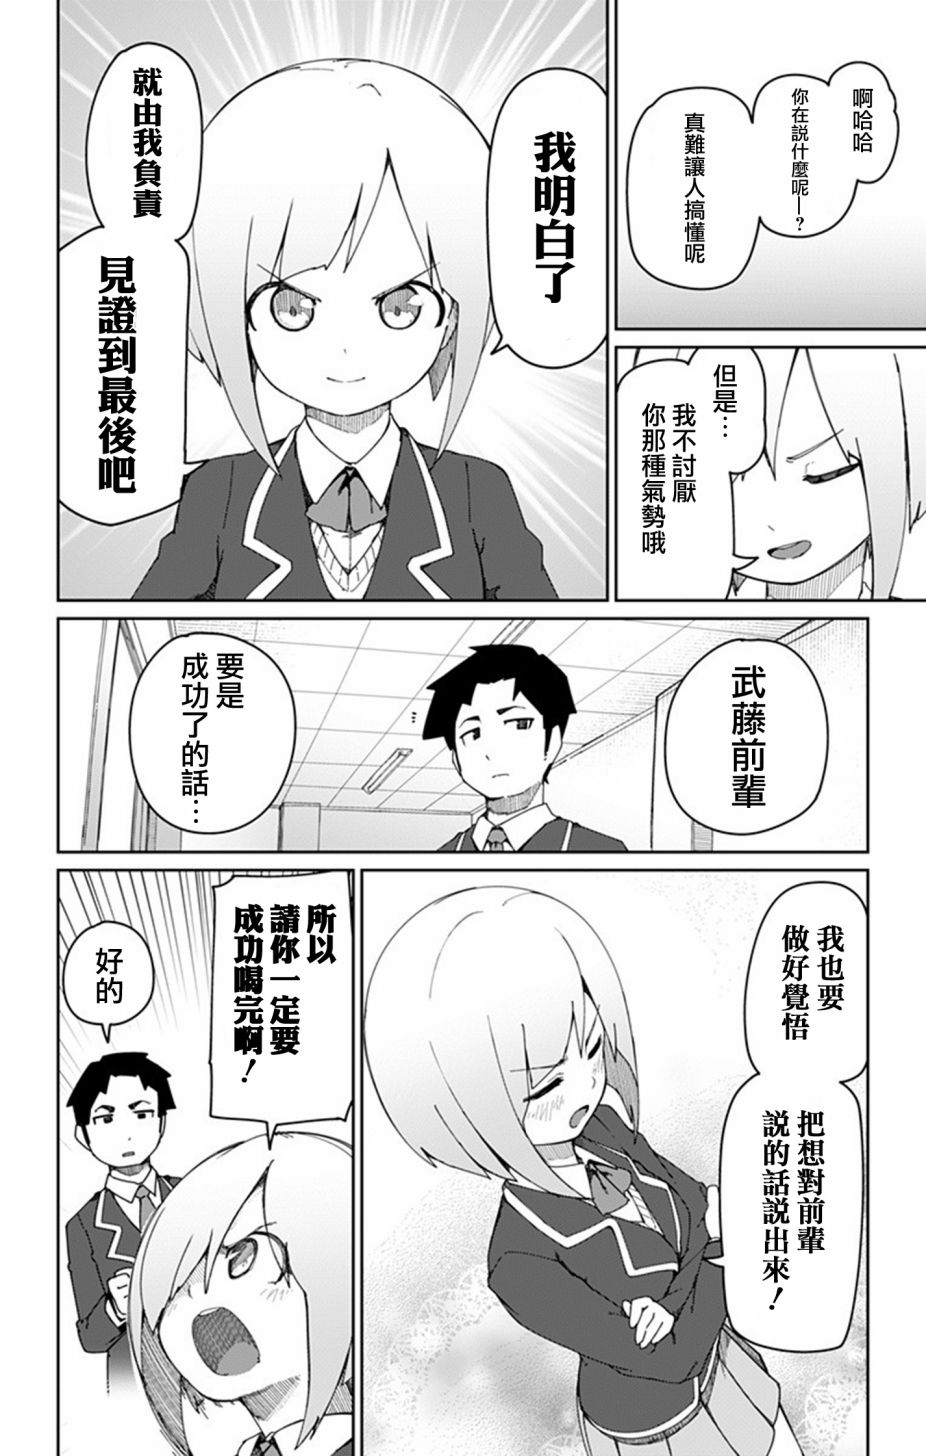 啊哈哈
你在說什麼呢—?
真難讓人搞懂呢
但是…
我不討厭
你那種氣勢哦
我明白了
就由我負責
見證到最後吧
武藤前輩
要是
成功了的話…
我也要
做好覺悟
把想對前輩
說的話說出來！
所以
請你一定要
成功喝完啊！
好的